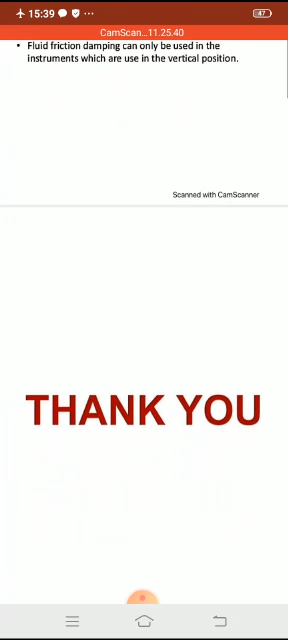 15:39
47
CamScan...11.25.40
• Fluid friction damping can only be used in the
instruments which are use in the vertical position.
Scanned with CamScanner
THANK YOU